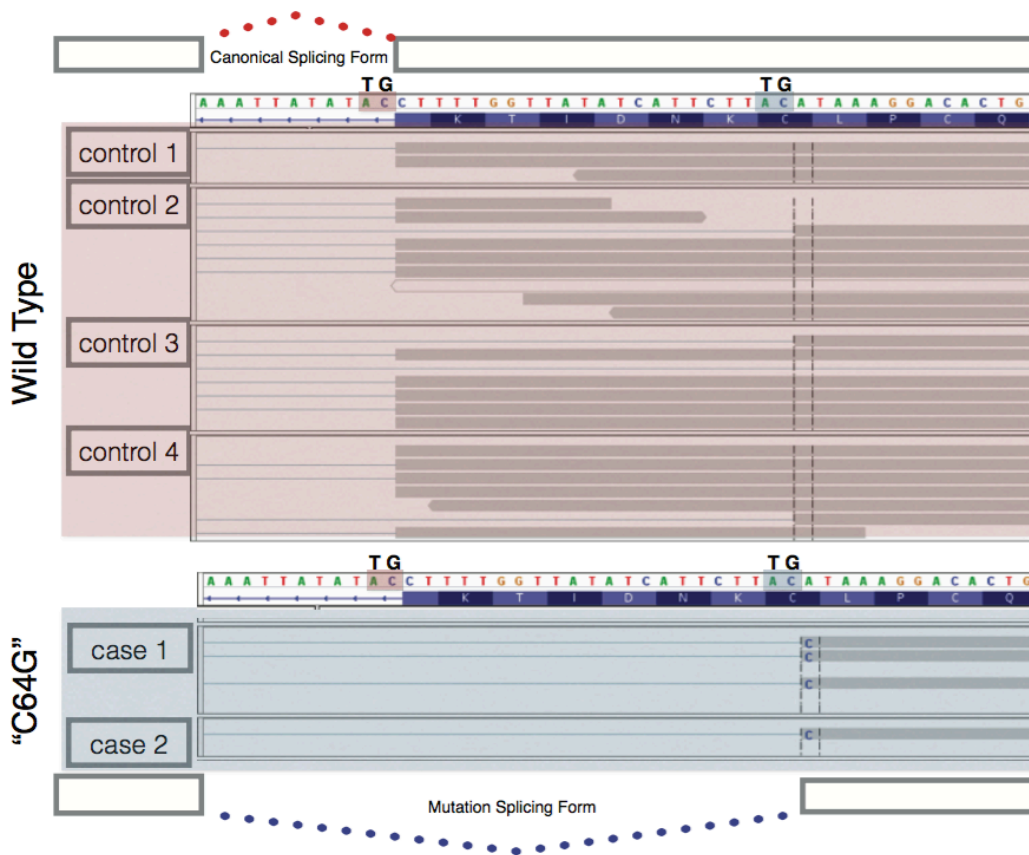 Canonical Splicing Form
T G T G
A A A T T A T A T A C C T T T T G G T T A T A T C A T T C T T A C A T A A A G G A C A C T G
K T I D N K C L P C Q
Wild Type
control 1
control 2
control 3
control 4
T G T G
A A A T T A T A T A C C T T T T G G T T A T A T C A T T C T T A C A T A A A G G A C A C T G
K T I D N K C L P C Q
"C64G"
case 1
C
C
C
case 2
C
Mutation Splicing Form